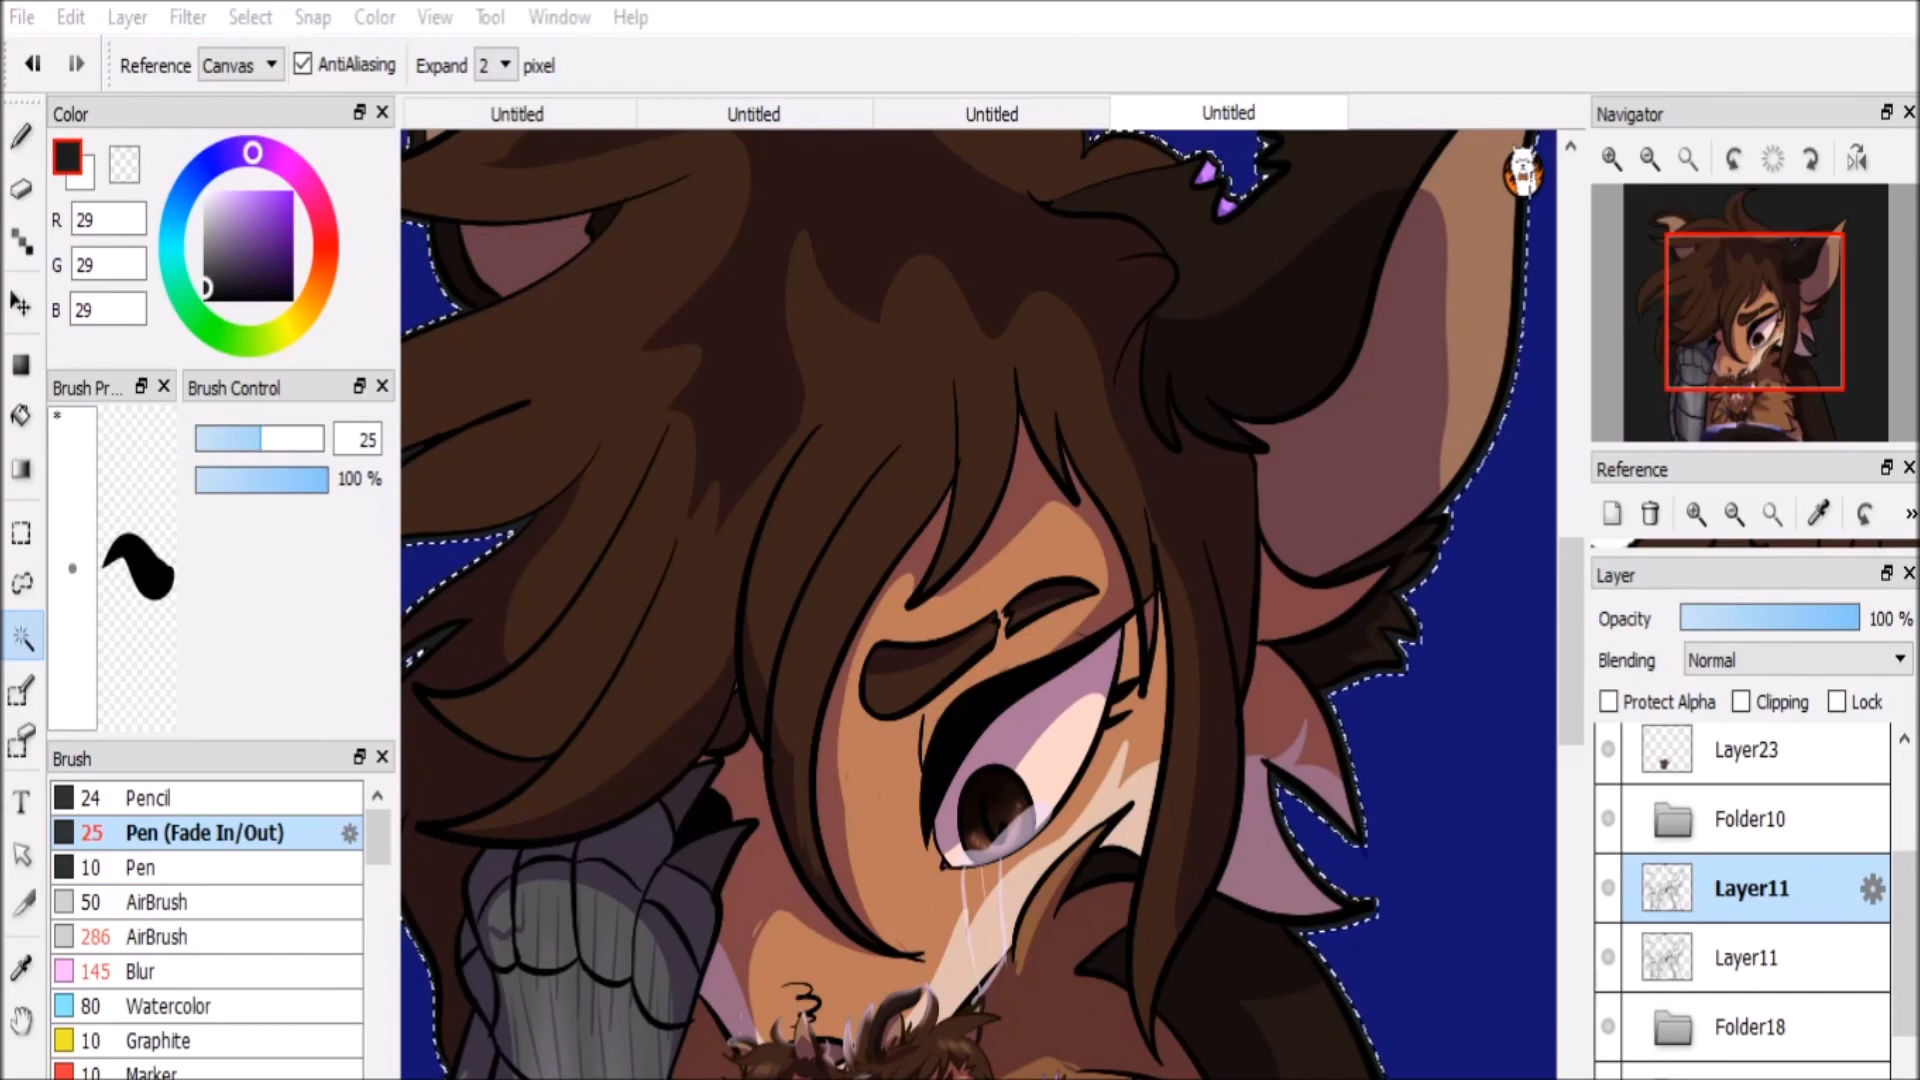 File Edit Layer Filter Select Snap Color View Tool Window Help
Reference Canvas AntiAliasing Expand 2 pixel
Color
Untitled Untitled Untitled Untitled
Navigator
R 29
G 29
B 29
Brush Pr... Brush Control
*
25
100 %
Reference
»
Layer
Opacity 100 %
Blending Normal
Protect Alpha Clipping Lock
Brush
24 Pencil
25 Pen (Fade In/Out)
10 Pen
50 AirBrush
286 AirBrush
145 Blur
80 Watercolor
10 Graphite
10 Marker
T
Layer23
Folder10
Layer11
Layer11
Folder18